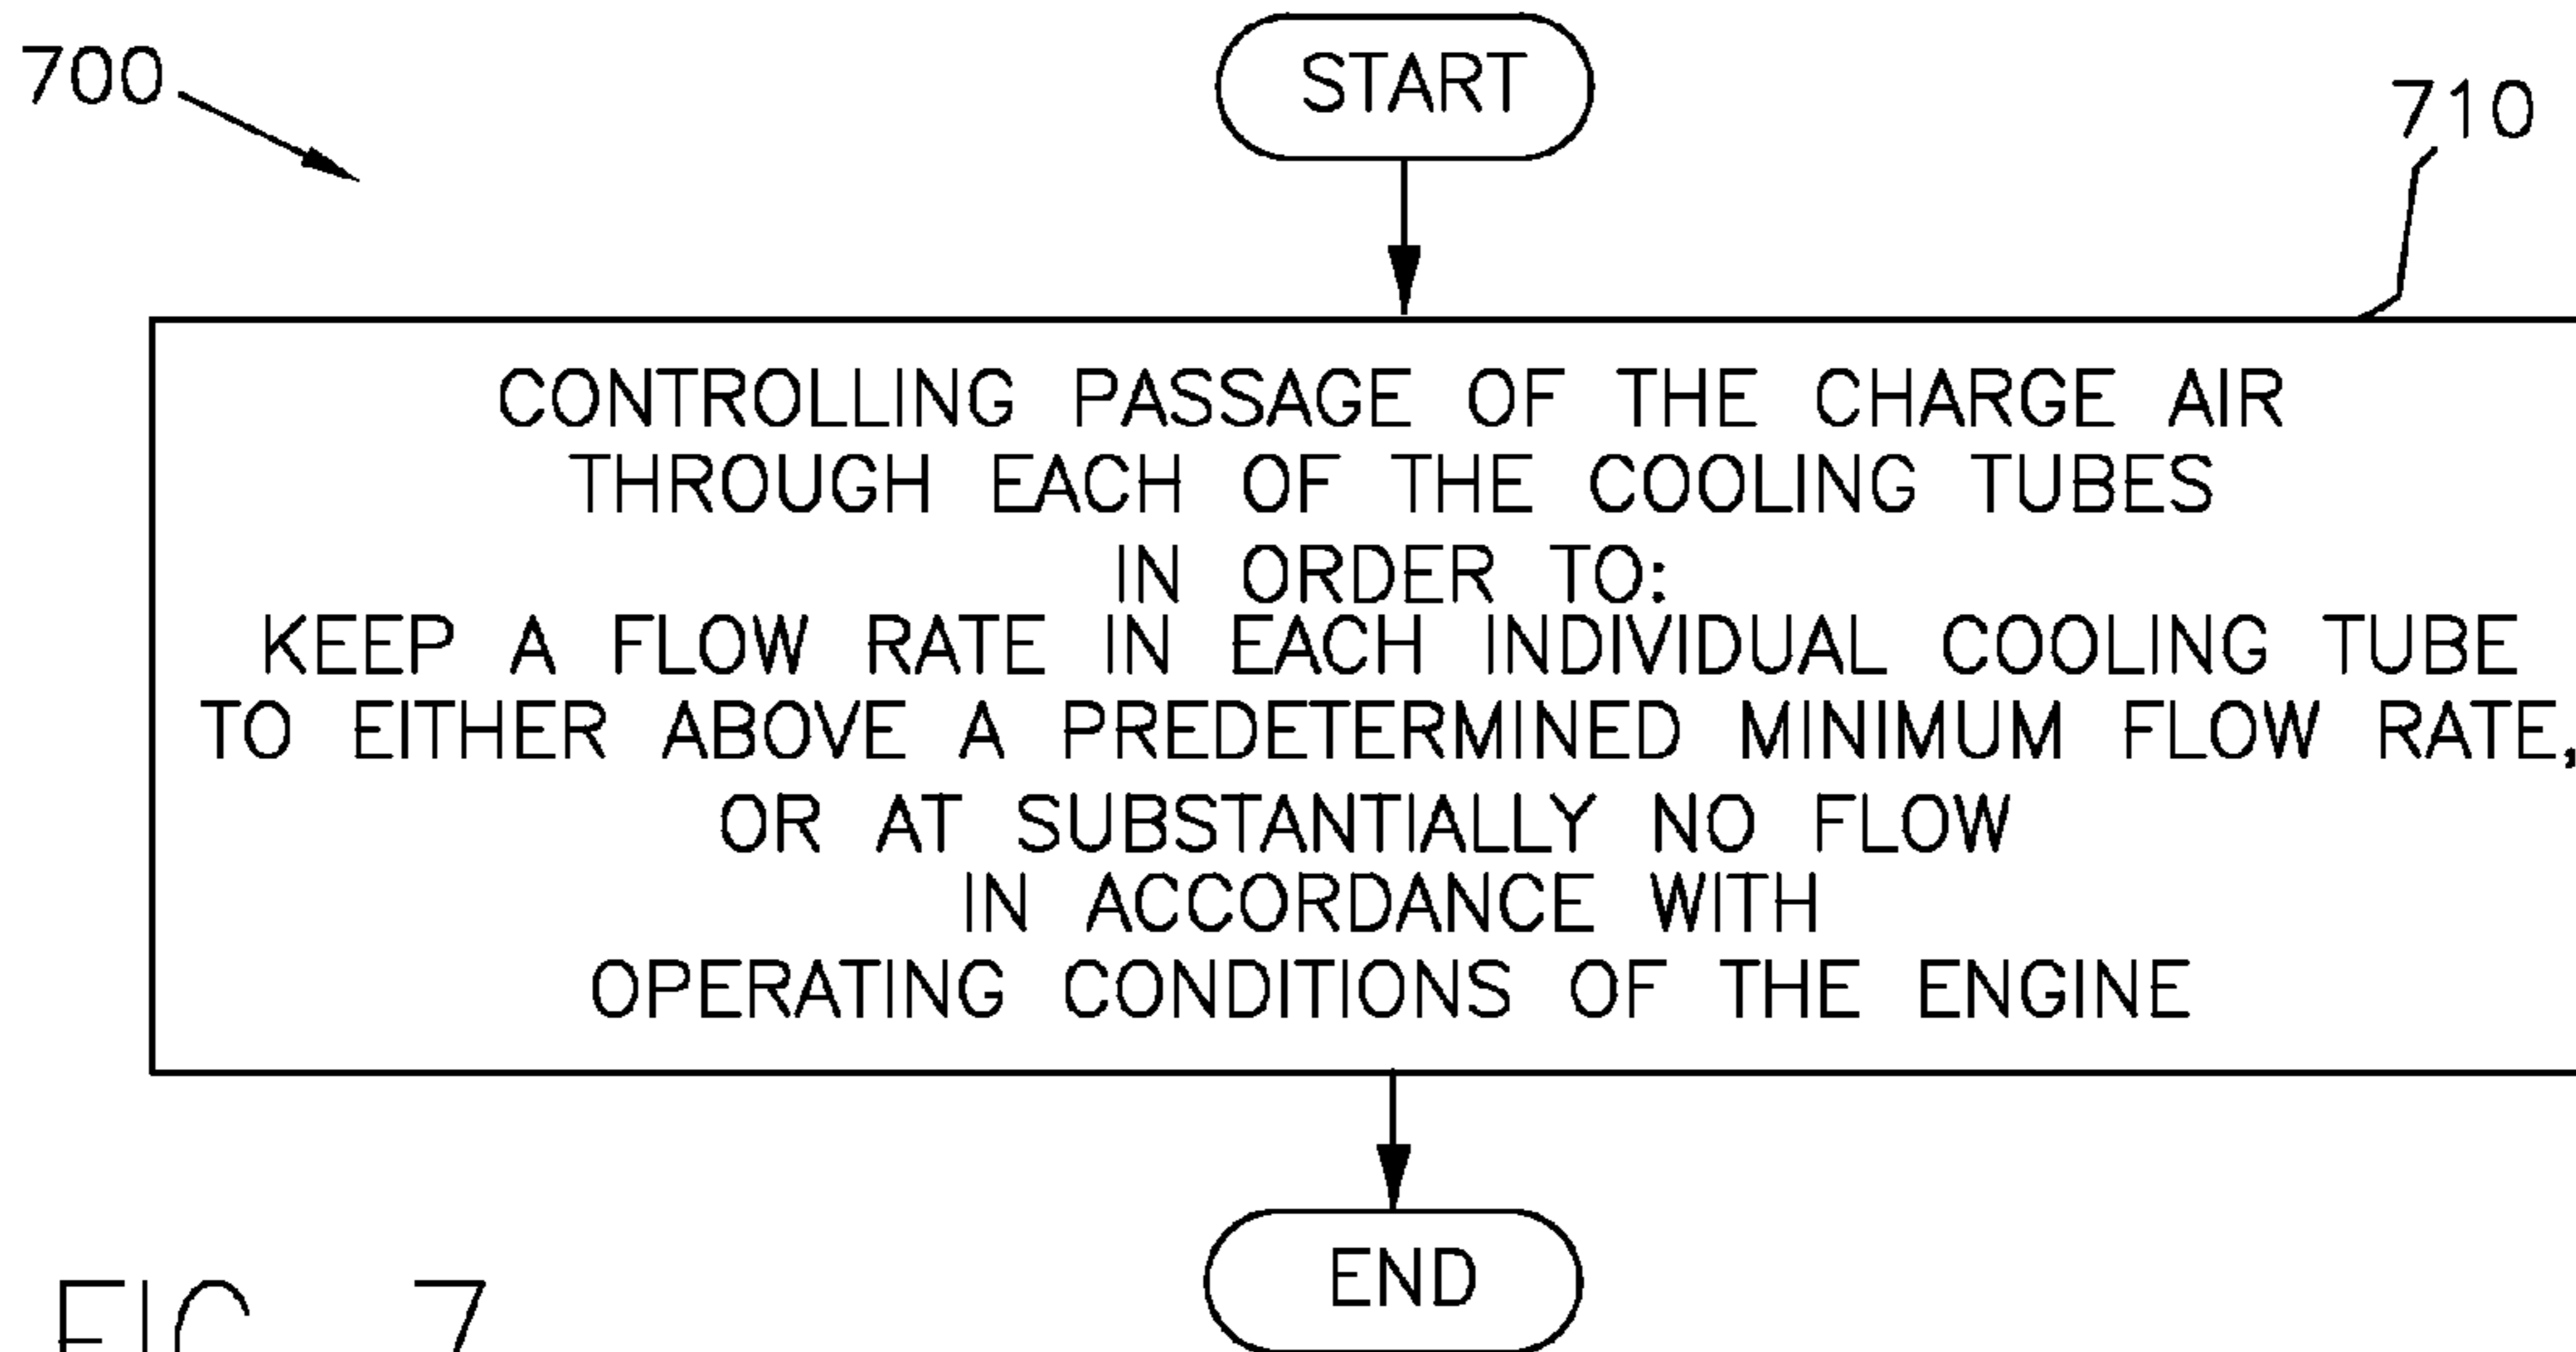 700
START
710
CONTROLLING PASSAGE OF THE CHARGE AIR
THROUGH EACH OF THE COOLING TUBES
IN ORDER TO:
KEEP A FLOW RATE IN EACH INDIVIDUAL COOLING TUBE
TO EITHER ABOVE A PREDETERMINED MINIMUM FLOW RATE,
OR AT SUBSTANTIALLY NO FLOW
IN ACCORDANCE WITH
OPERATING CONDITIONS OF THE ENGINE
END
FIG. 7